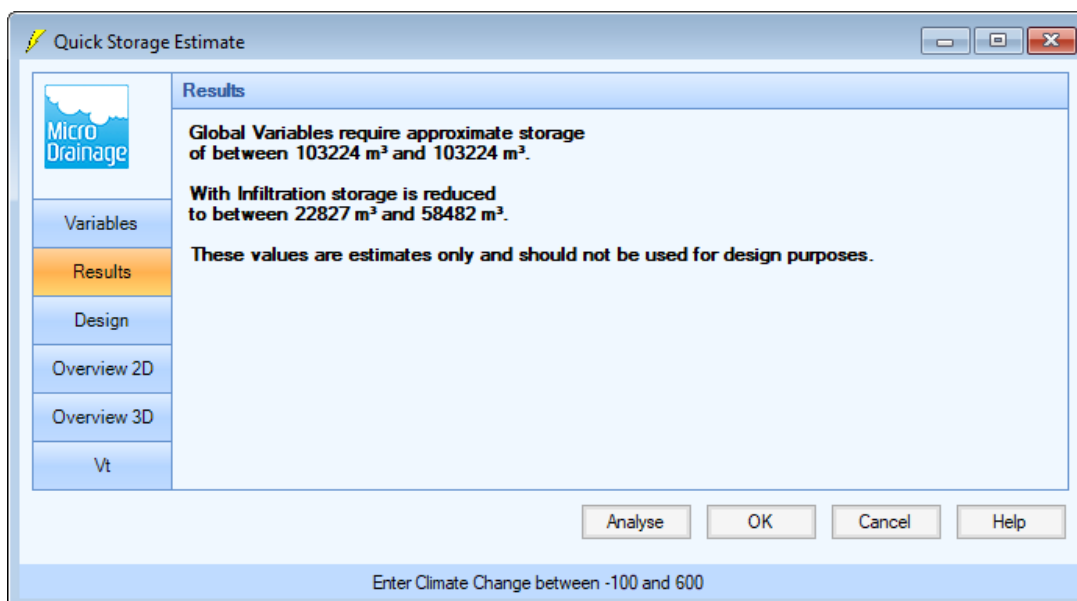 Quick Storage Estimate
Micro
Drainage
Variables
Results
Design
Overview 2D
Overview 3D
Vt
Results
Global Variables require approximate storage
of between 103224 m³ and 103224 m³.
With Infiltration storage is reduced
to between 22827 m³ and 58482 m³.
These values are estimates only and should not be used for design purposes.
Analyse OK Cancel Help
Enter Climate Change between -100 and 600